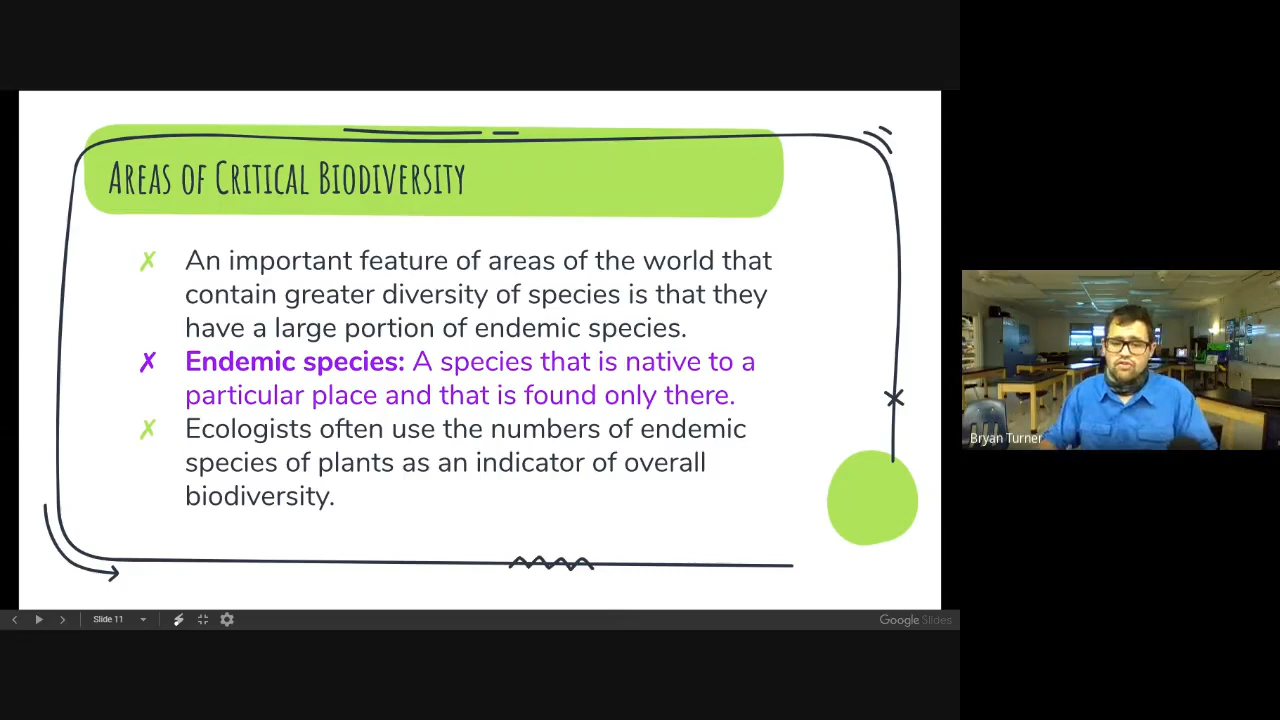 AREAS OF CRITICAL BIODIVERSITY
✗ An important feature of areas of the world that
contain greater diversity of species is that they
have a large portion of endemic species.
✗ Endemic species: A species that is native to a
particular place and that is found only there.
✗ Ecologists often use the numbers of endemic
species of plants as an indicator of overall
biodiversity.
Bryan Turner
Slide 11
Google Slides